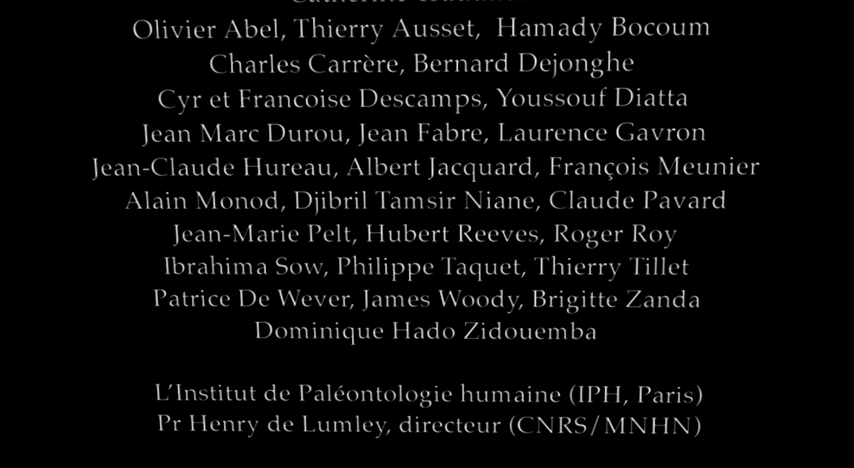 Olivier Abel, Thierry Ausset, Hamady Bocoum
Charles Carrère, Bernard Dejonghe
Cyr et Francoise Descamps, Youssouf Diatta
Jean Marc Durou, Jean Fabre, Laurence Gavron
Jean-Claude Hureau, Albert Jacquard, François Meunier
Alain Monod, Djibril Tamsir Niane, Claude Pavard
Jean-Marie Pelt, Hubert Reeves, Roger Roy
Ibrahima Sow, Philippe Taquet, Thierry Tillet
Patrice De Wever, James Woody, Brigitte Zanda
Dominique Hado Zidouemba
L'Institut de Paléontologie humaine (IPH, Paris)
Pr Henry de Lumley, directeur (CNRS/MNHN)